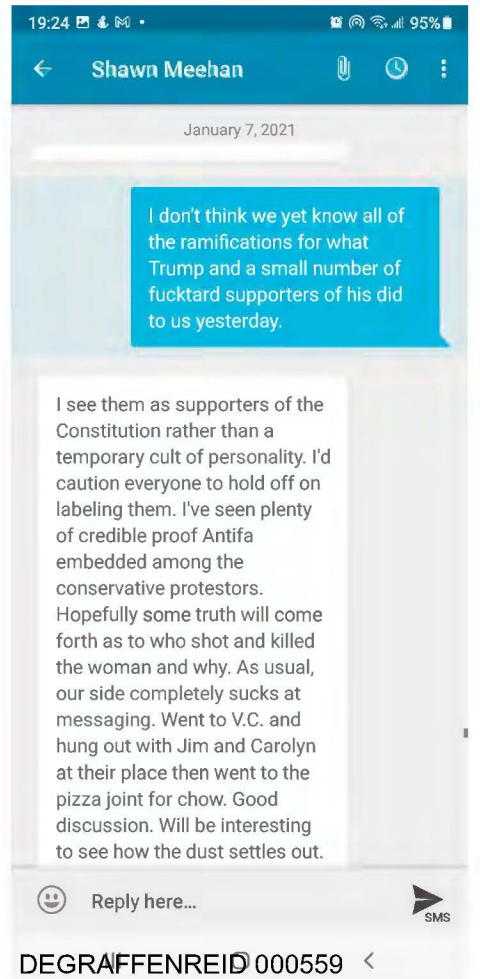 19:24
95%
Shawn Meehan
January 7, 2021
I don't think we yet know all of
the ramifications for what
Trump and a small number of
fucktard supporters of his did
to us yesterday.
I see them as supporters of the
Constitution rather than a
temporary cult of personality. I'd
caution everyone to hold off on
labeling them. I've seen plenty
of credible proof Antifa
embedded among the
conservative protestors.
Hopefully some truth will come
forth as to who shot and killed
the woman and why. As usual,
our side completely sucks at
messaging. Went to V.C. and
hung out with Jim and Carolyn
at their place then went to the
pizza joint for chow. Good
discussion. Will be interesting
to see how the dust settles out.
Reply here...
SMS
DEGRAFFENREID 000559